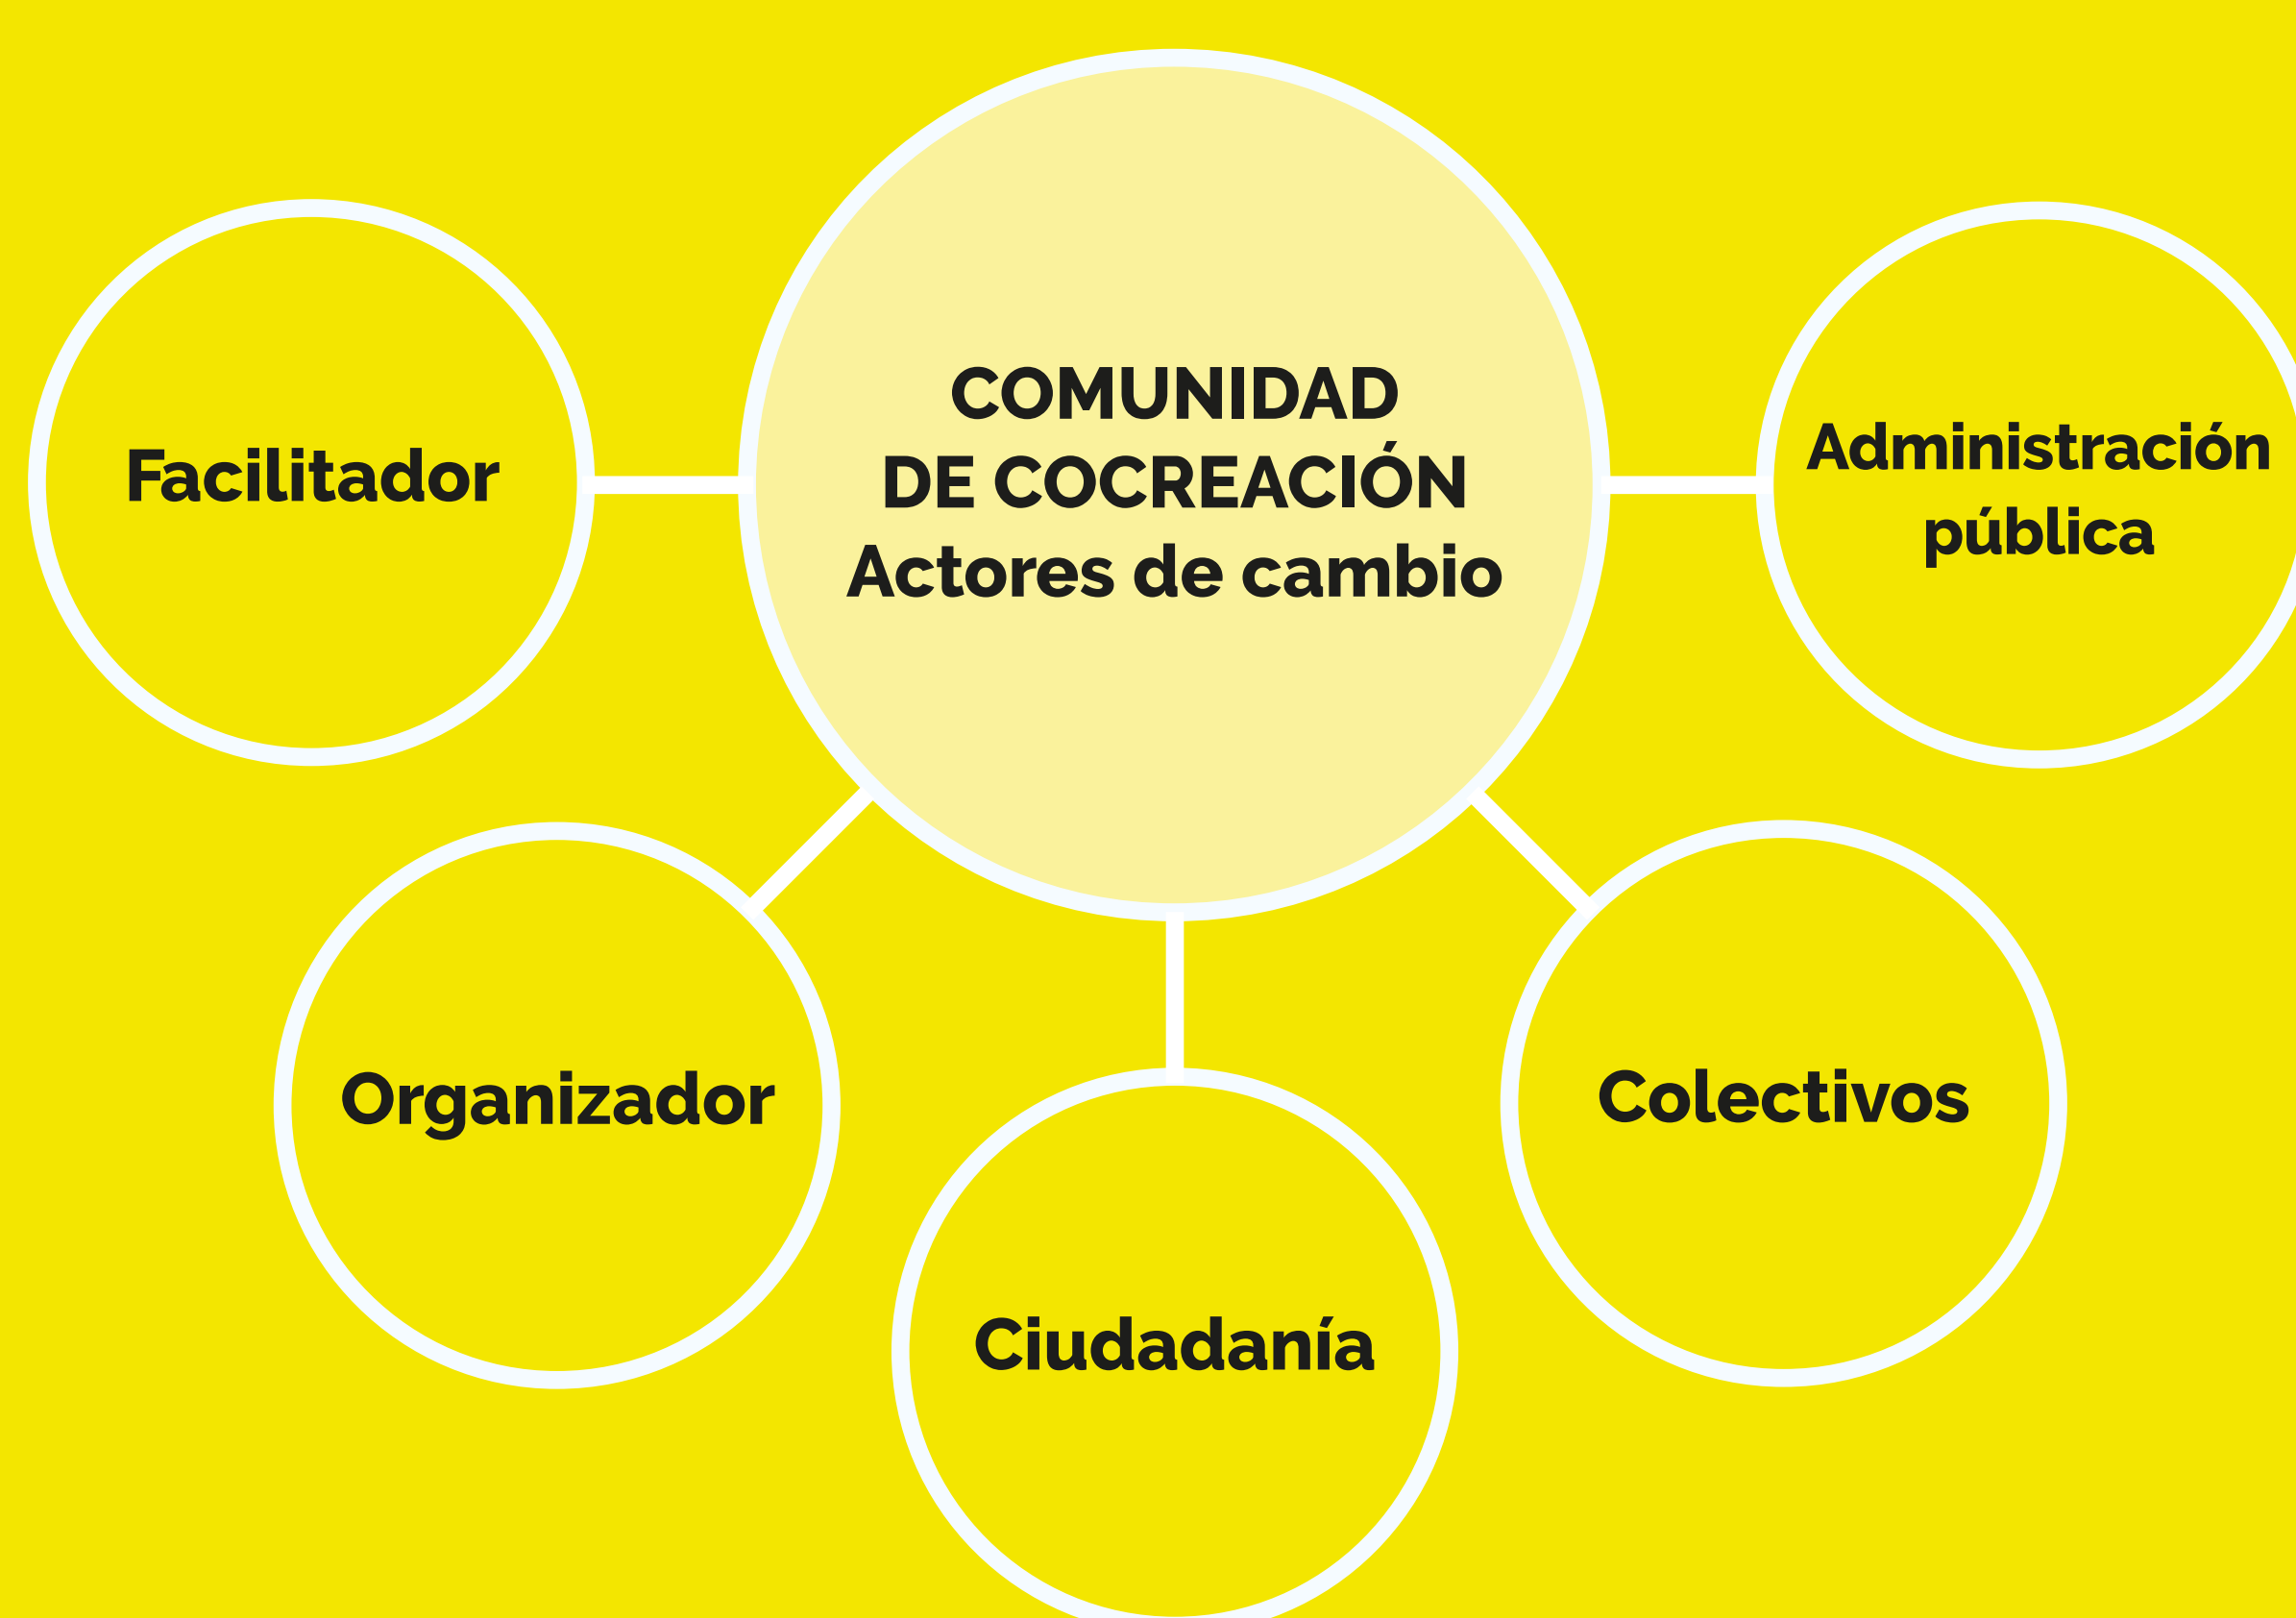 COMUNIDAD
DE COCREACIÓN
Actores de cambio
Facilitador
Administración
pública
Organizador
Colectivos
Ciudadanía